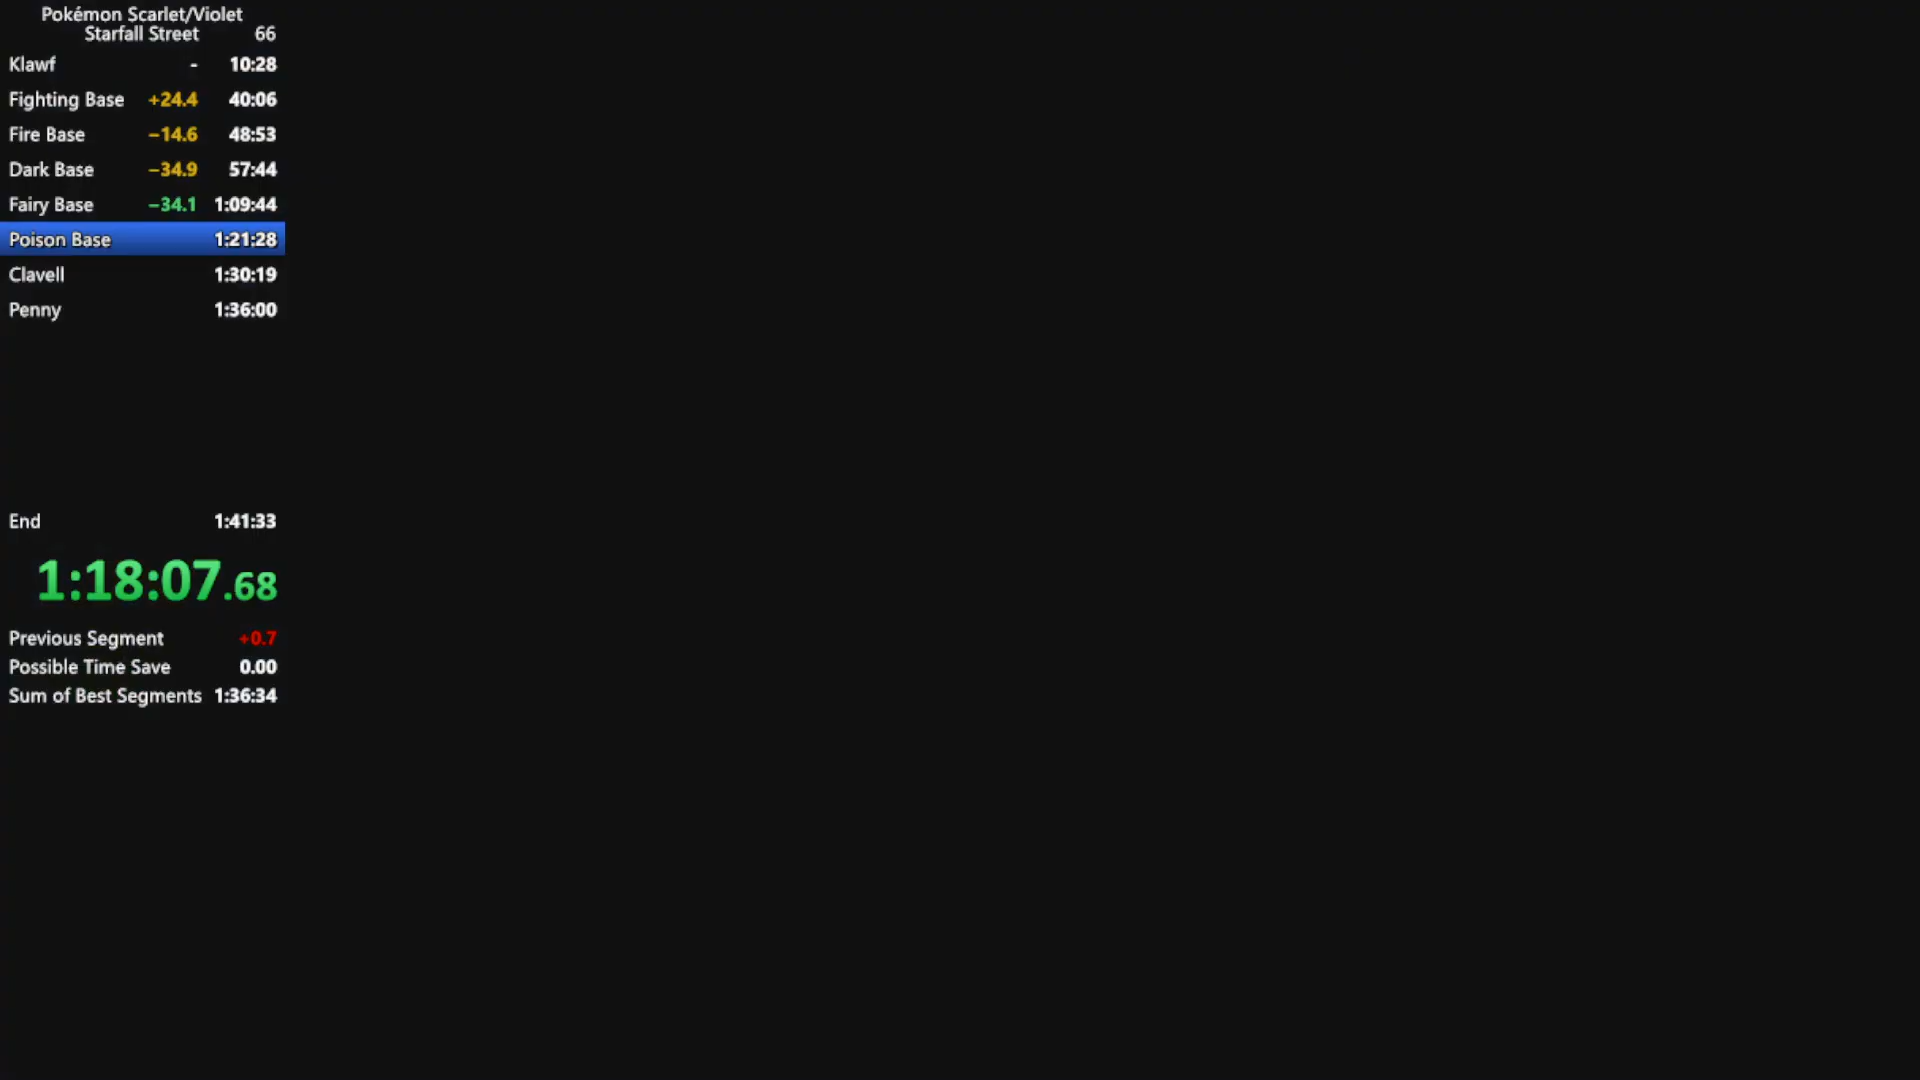 Pokémon Scarlet/Violet
Starfall Street 66
Klawf - 10:28
Fighting Base +24.4 40:06
Fire Base −14.6 48:53
Dark Base −34.9 57:44
Fairy Base −34.1 1:09:44
Poison Base 1:21:28
Clavell 1:30:19
Penny 1:36:00
End 1:41:33
1:18:07.68
Previous Segment +0.7
Possible Time Save 0.00
Sum of Best Segments 1:36:34